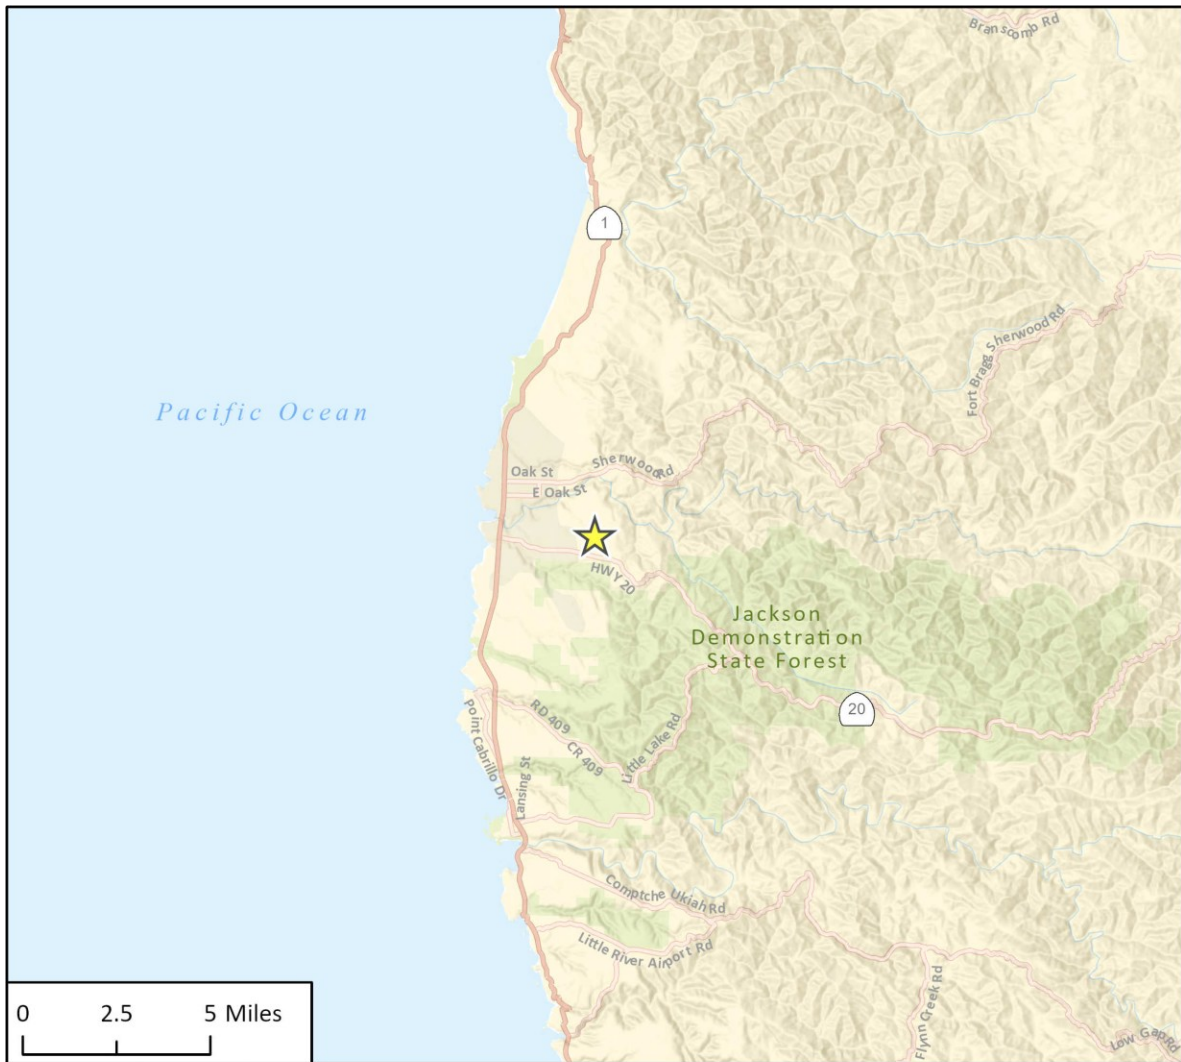 Branscomb Rd
1
Fort Bragg Sherwood Rd
Pacific Ocean
Oak St
Sherwood Rd
E Oak St
HWY 20
Jackson
Demonstration
State Forest
20
RD 409
CR 409
Little Lake Rd
Point Cabrillo Dr
Lansing St
Comptche Ukiah Rd
Little River Airport Rd
Flynn Creek Rd
Low Gap Rd
0 2.5 5 Miles